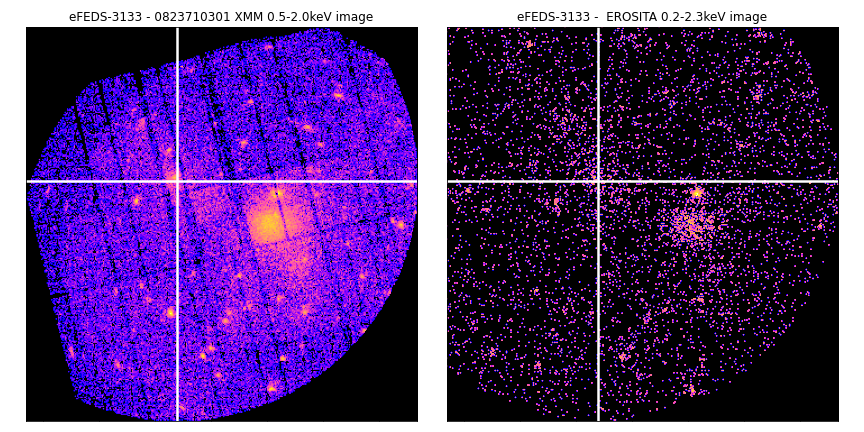 eFEDS-3133 - 0823710301 XMM 0.5-2.0keV image
eFEDS-3133 -  EROSITA 0.2-2.3keV image